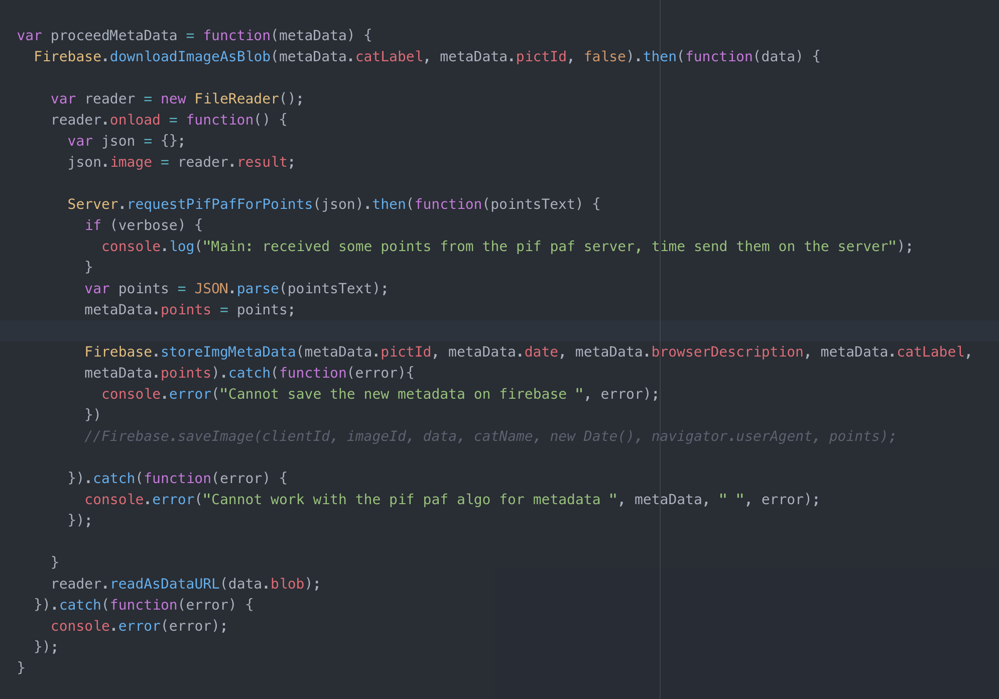 var proceedMetaData = function(metaData) {
  Firebase.downloadImageAsBlob(metaData.catLabel, metaData.pictId, false).then(function(data) {

    var reader = new FileReader();
    reader.onload = function() {
      var json = {};
      json.image = reader.result;

      Server.requestPifPafForPoints(json).then(function(pointsText) {
        if (verbose) {
          console.log("Main: received some points from the pif paf server, time send them on the server");
        }
        var points = JSON.parse(pointsText);
        metaData.points = points;

        Firebase.storeImgMetaData(metaData.pictId, metaData.date, metaData.browserDescription, metaData.catLabel,
        metaData.points).catch(function(error){
          console.error("Cannot save the new metadata on firebase ", error);
        })
        //Firebase.saveImage(clientId, imageId, data, catName, new Date(), navigator.userAgent, points);

      }).catch(function(error) {
        console.error("Cannot work with the pif paf algo for metadata ", metaData, " ", error);
      });

    }
    reader.readAsDataURL(data.blob);
  }).catch(function(error) {
    console.error(error);
  });
}